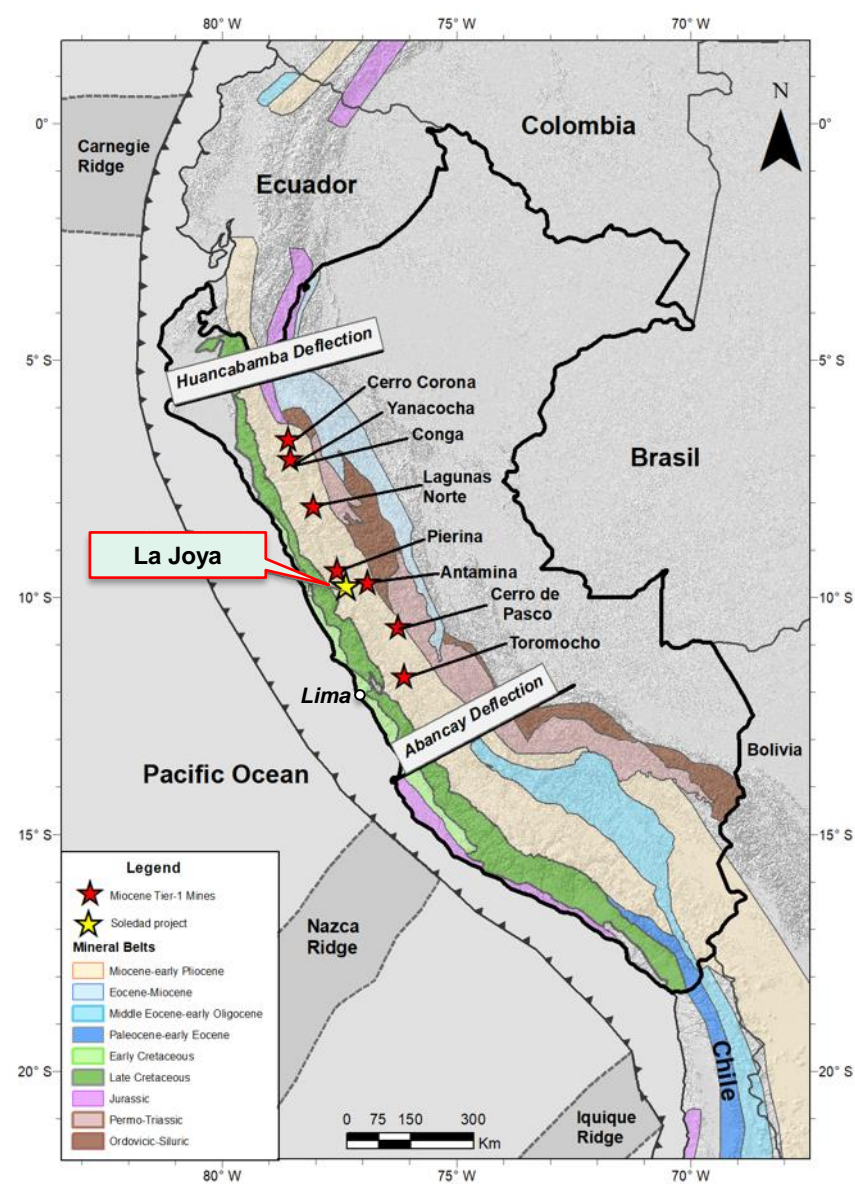 80° W
75° W
70° W
N
0°
0°
Carnegie
Ridge
Colombia
Ecuador
5° S
5° S
Huancabamba Deflection
Cerro Corona
Yanacocha
Conga
Brasil
Lagunas
Norte
Pierina
La Joya
Antamina
10° S
10° S
Cerro de
Pasco
Toromocho
Lima
Abancay Deflection
Bolivia
Pacific Ocean
15° S
15° S
Legend
Miocene Tier-1 Mines
Soledad project
Mineral Belts
Miocene-early Pliocene
Eocene-Miocene
Middle Eocene-early Oligocene
Paleocene-early Eocene
Early Cretaceous
Late Cretaceous
Jurassic
Permo-Triassic
Ordovicic-Siluric
Nazca
Ridge
Chile
20° S
20° S
0 75 150 300
Km
Iquique
Ridge
80° W
75° W
70° W